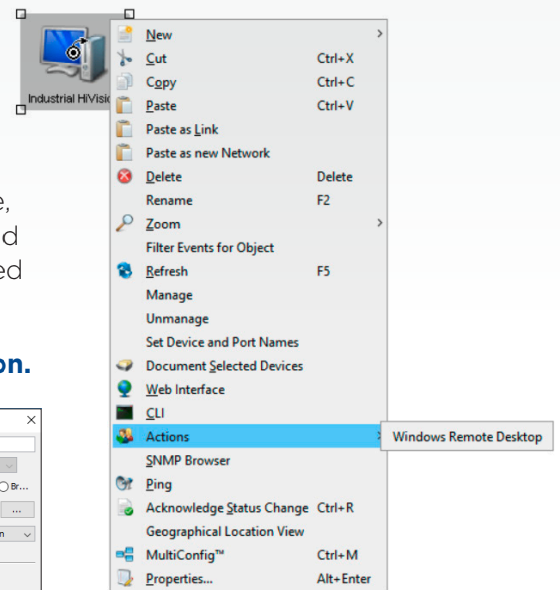 Industrial HiVisio
New
Cut Ctrl+X
Copy Ctrl+C
Paste Ctrl+V
Paste as Link
Paste as new Network
Delete Delete
Rename F2
Zoom
Filter Events for Object
Refresh F5
Manage
Unmanage
Set Device and Port Names
Document Selected Devices
Web Interface
CLI
Actions
Windows Remote Desktop
SNMP Browser
Ping
Acknowledge Status Change Ctrl+R
Geographical Location View
MultiConfig™ Ctrl+M
Properties... Alt+Enter
e,
d
ed
on.
Br...
...
n